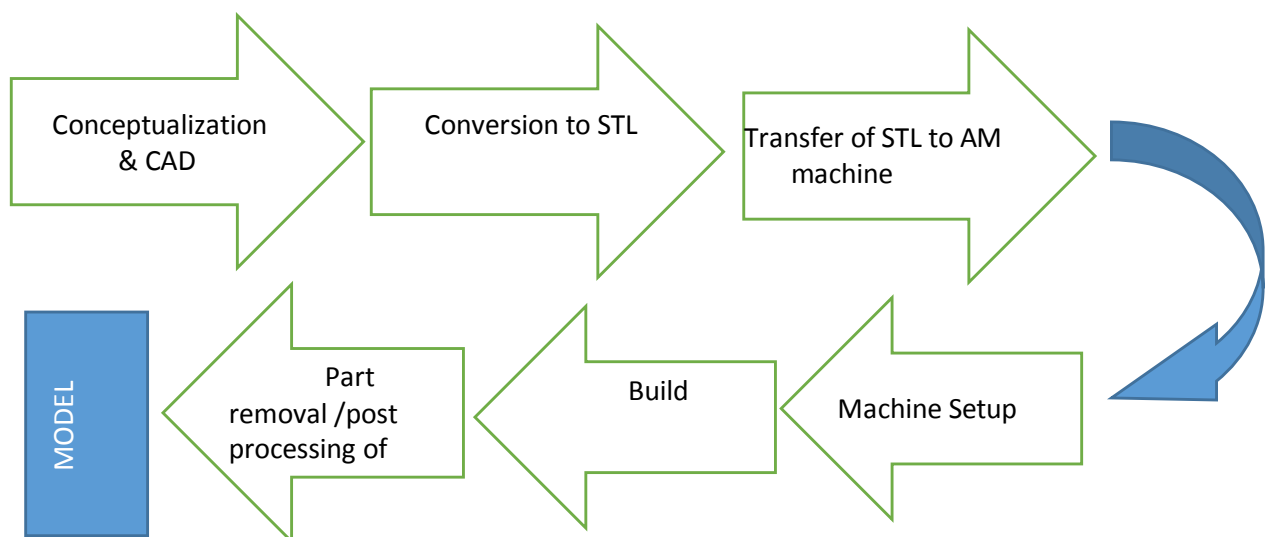 Conceptualization
& CAD
Conversion to STL
Transfer of STL to AM
machine
Machine Setup
Build
Part
removal /post
processing of
MODEL